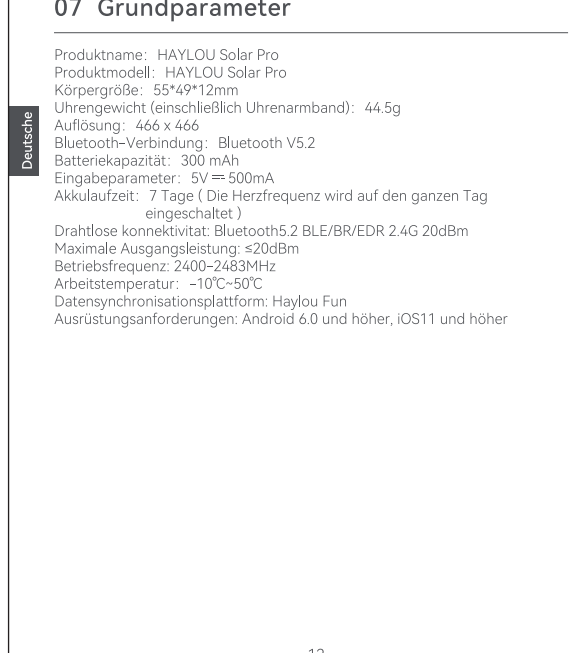 07 Grundparameter
Produktname: HAYLOU Solar Pro
Produktmodell: HAYLOU Solar Pro
Körpergröße: 55*49*12mm
Uhrengewicht (einschließlich Uhrenarmband): 44.5g
Auflösung: 466 x 466
Bluetooth-Verbindung: Bluetooth V5.2
Batteriekapazität: 300 mAh
Eingabeparameter: 5V ⎓ 500mA
Akkulaufzeit: 7 Tage ( Die Herzfrequenz wird auf den ganzen Tag
eingeschaltet )
Drahtlose konnektivitat: Bluetooth5.2 BLE/BR/EDR 2.4G 20dBm
Maximale Ausgangsleistung: ≤20dBm
Betriebsfrequenz: 2400-2483MHz
Arbeitstemperatur: -10℃~50℃
Datensynchronisationsplattform: Haylou Fun
Ausrüstungsanforderungen: Android 6.0 und höher, iOS11 und höher
Deutsche